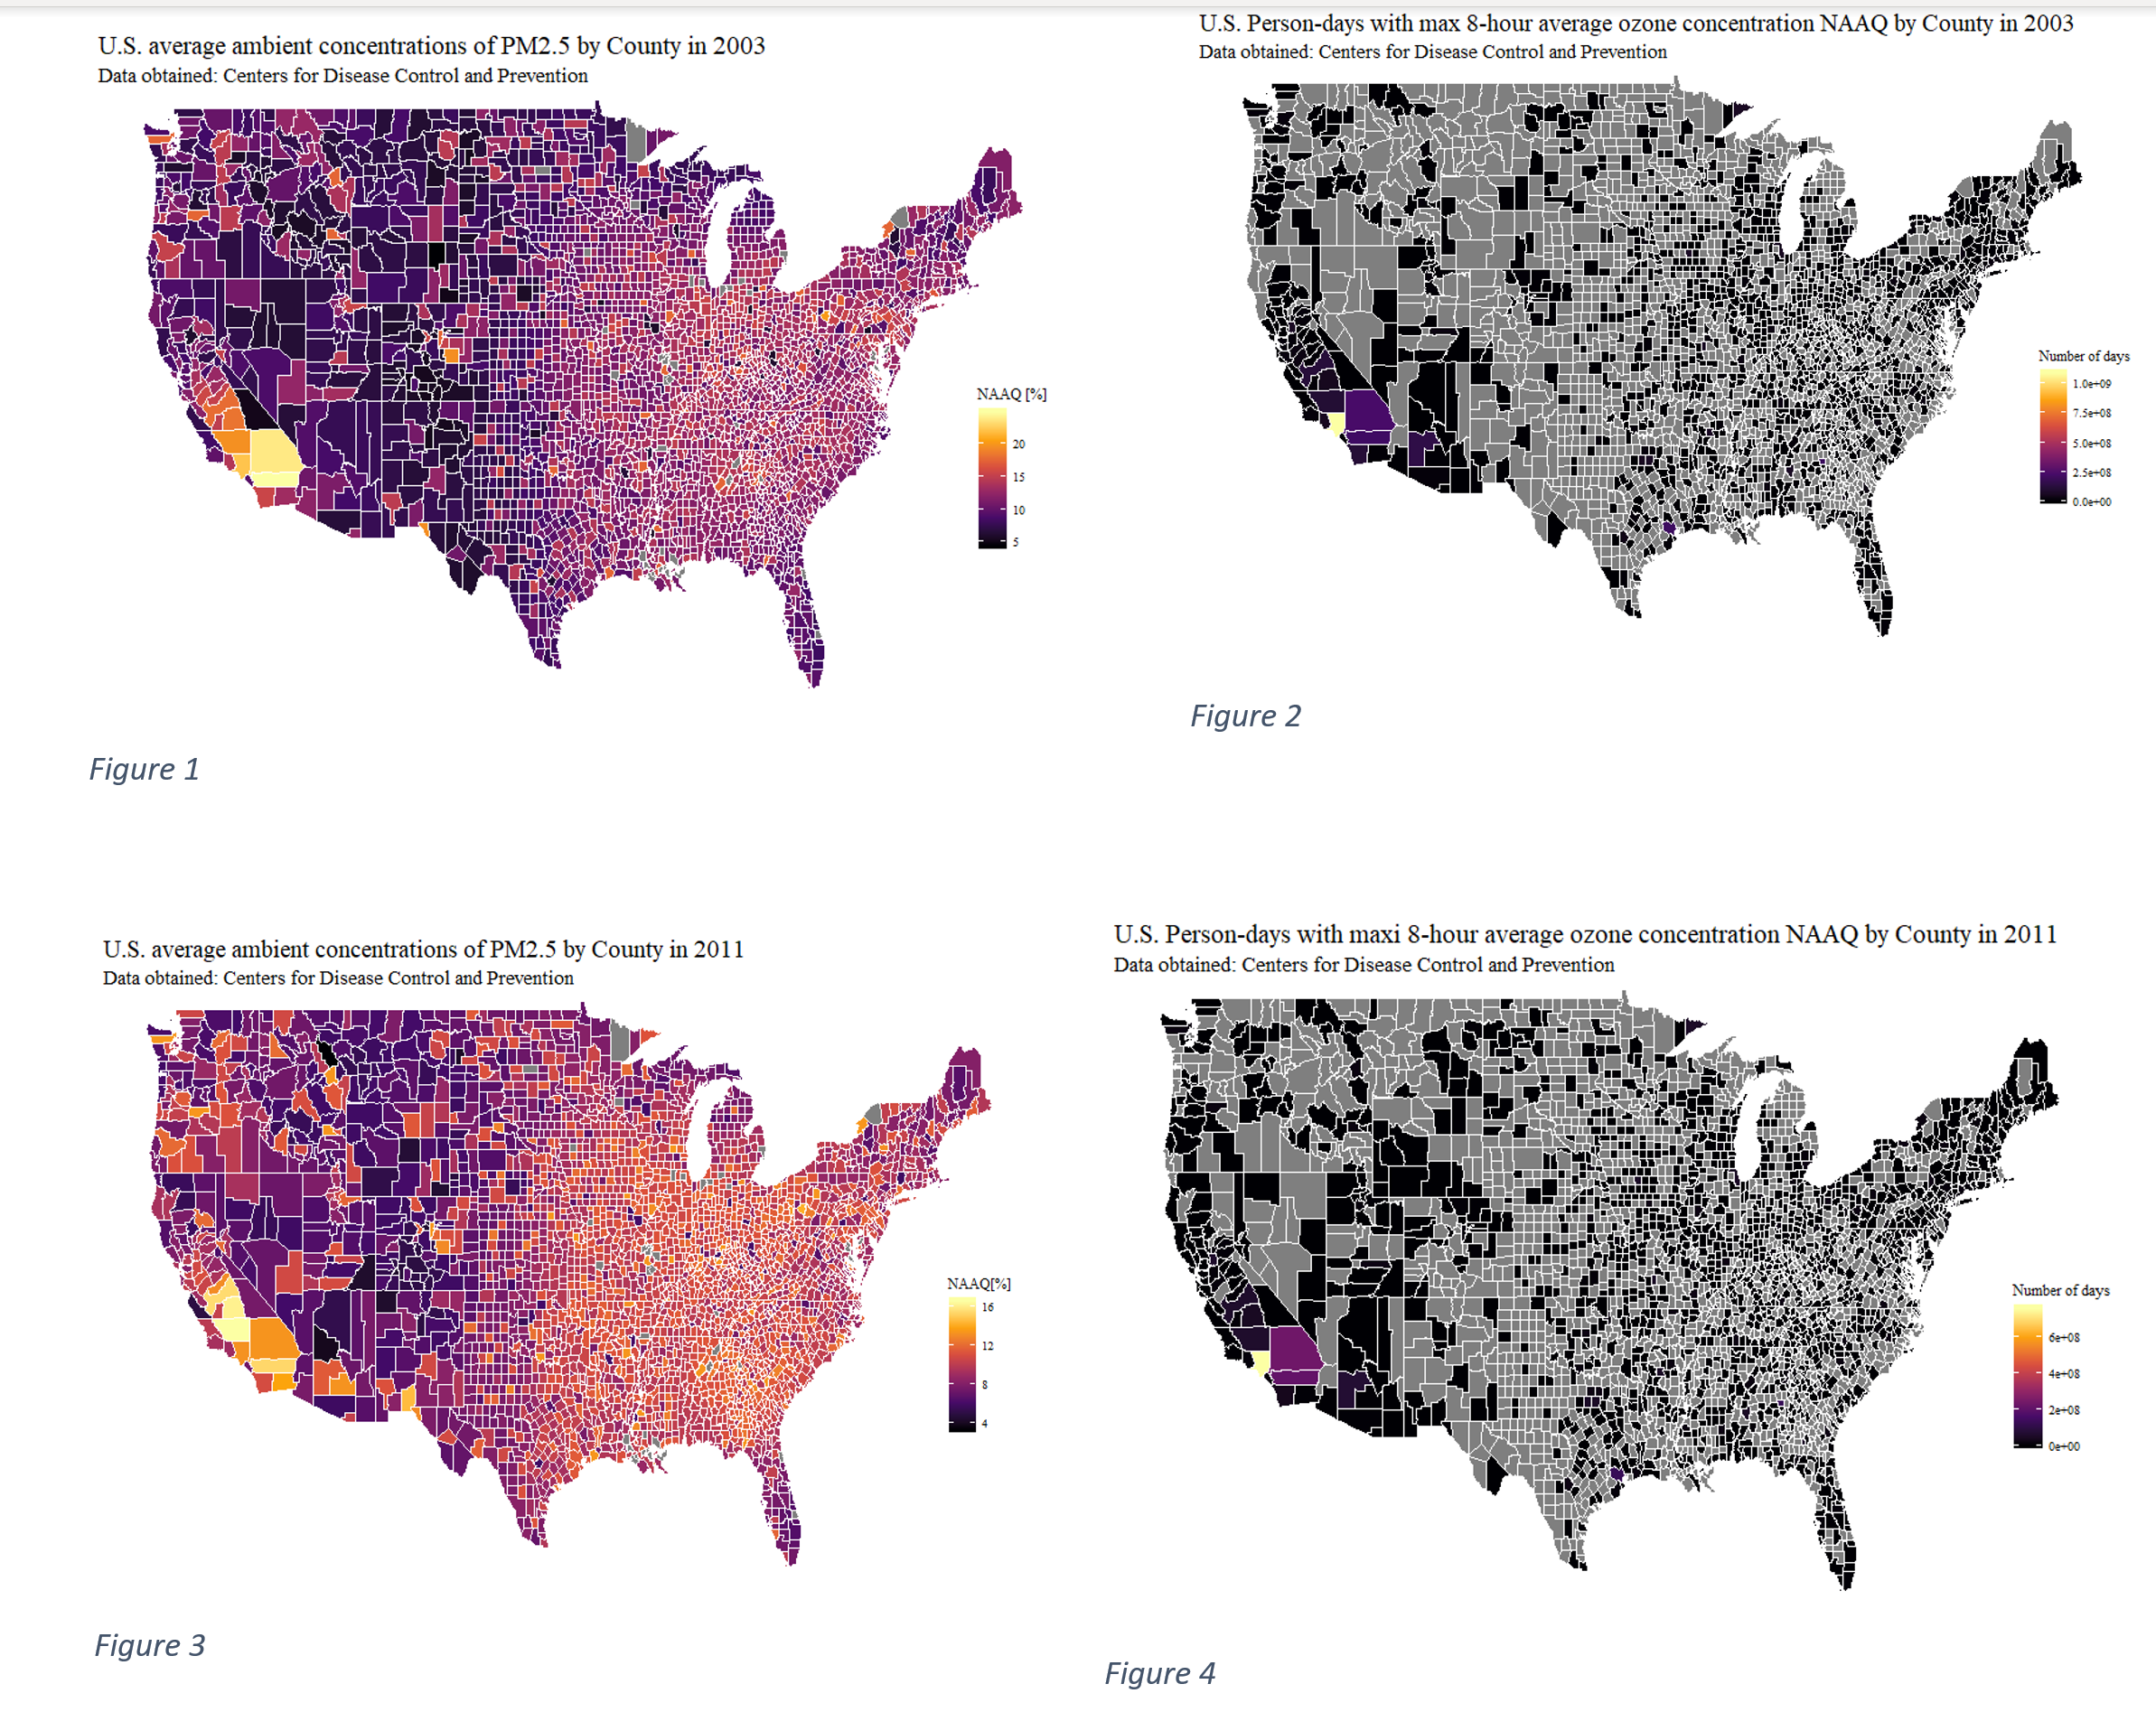 U.S. average ambient concentrations of PM2.5 by County in 2003
Data obtained: Centers for Disease Control and Prevention
NAAQ [%]
20
15
10
5
Figure 1
U.S. Person-days with max 8-hour average ozone concentration NAAQ by County in 2003
Data obtained: Centers for Disease Control and Prevention
Number of days
1.0e+09
7.5e+08
5.0e+08
2.5e+08
0.0e+00
Figure 2
U.S. average ambient concentrations of PM2.5 by County in 2011
Data obtained: Centers for Disease Control and Prevention
NAAQ[%]
16
12
8
4
Figure 3
U.S. Person-days with maxi 8-hour average ozone concentration NAAQ by County in 2011
Data obtained: Centers for Disease Control and Prevention
Number of days
6e+08
4e+08
2e+08
0e+00
Figure 4